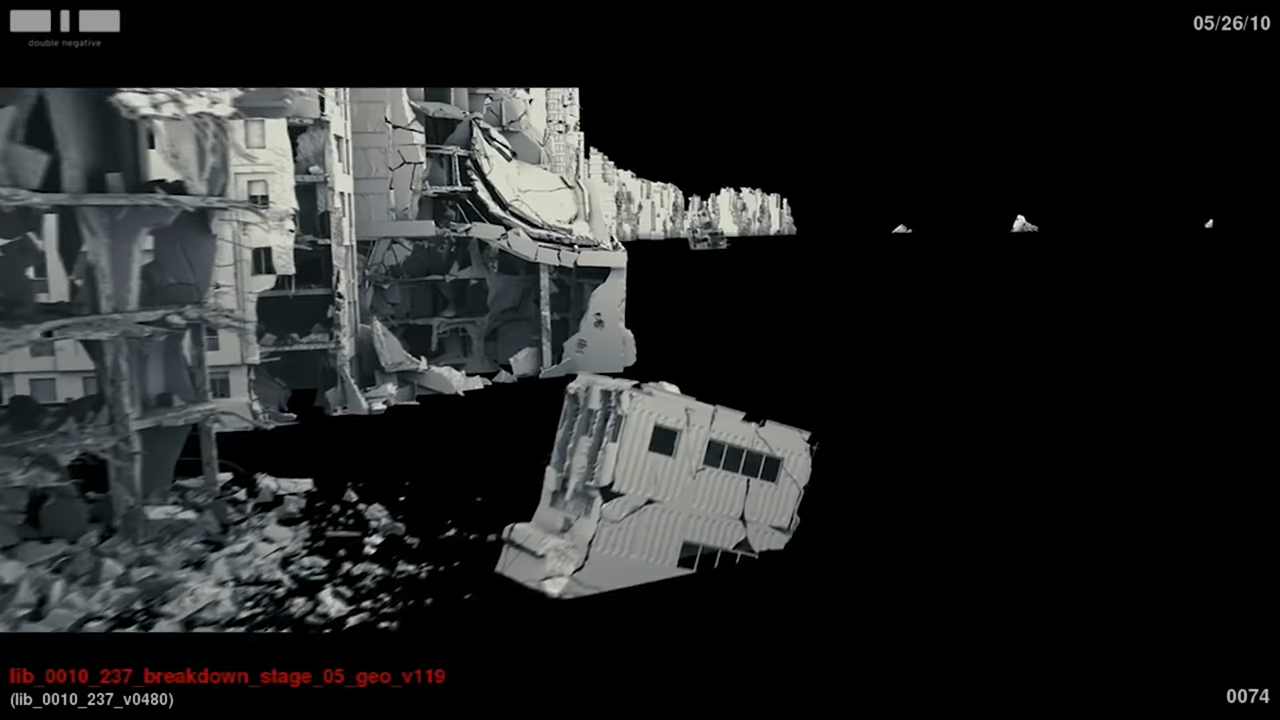 double negative
05/26/10
lib_0010_237_breakdown_stage_05_geo_v119
(lib_0010_237_v0480)
0074